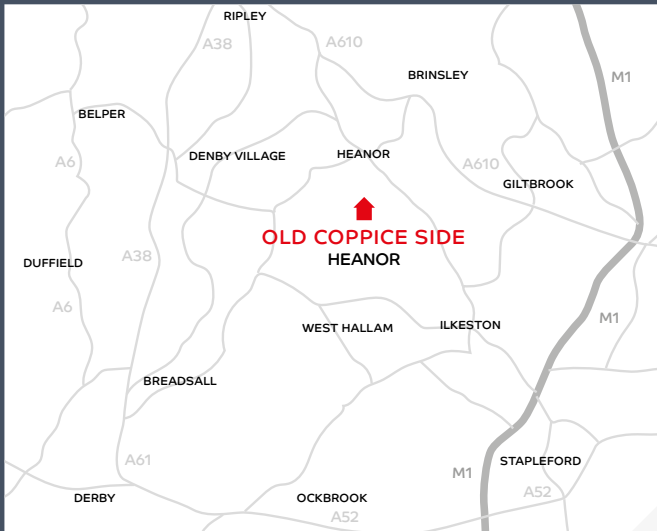 RIPLEY
A38
A610
BRINSLEY
M1
BELPER
A6
DENBY VILLAGE
HEANOR
A610
GILTBROOK
OLD COPPICE SIDE
HEANOR
DUFFIELD
A38
A6
M1
WEST HALLAM
ILKESTON
BREADSALL
A61
M1
STAPLEFORD
DERBY
OCKBROOK
A52
A52